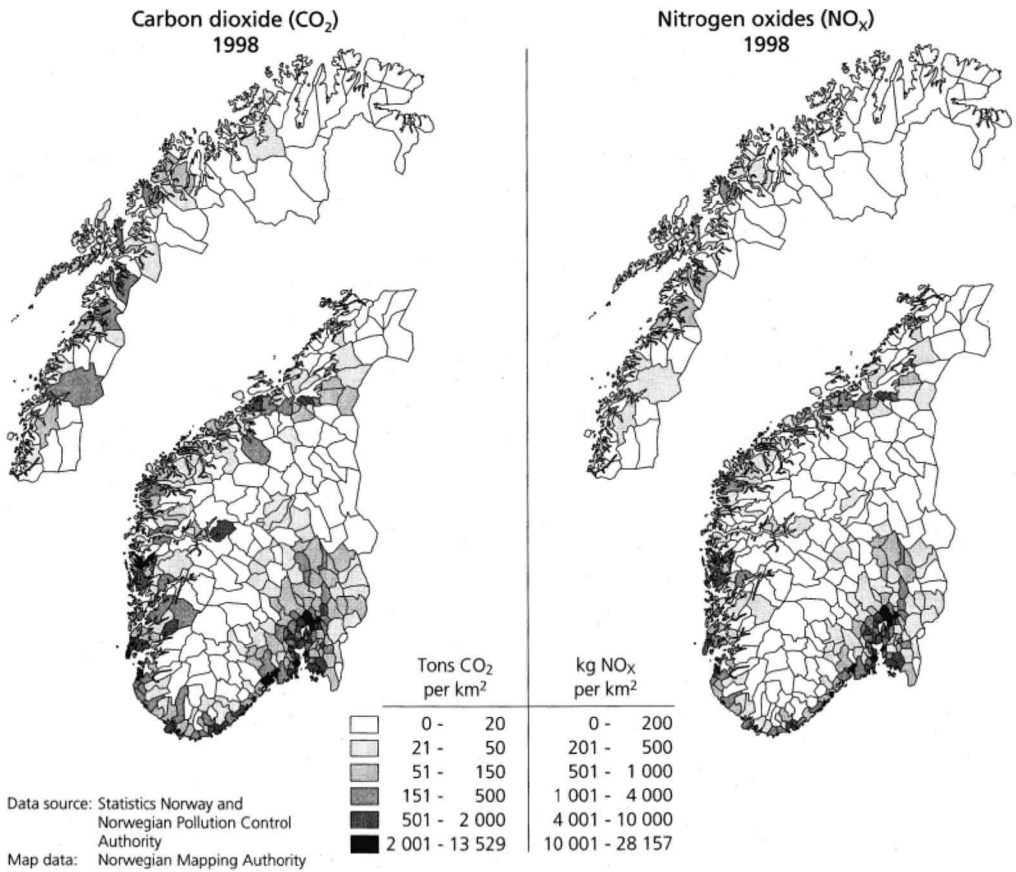 Carbon dioxide (CO₂)
1998
Nitrogen oxides (NOₓ)
1998
Tons CO₂
per km²
kg NOₓ
per km²
0 - 20 0 - 200
21 - 50 201 - 500
51 - 150 501 - 1 000
151 - 500 1 001 - 4 000
501 - 2 000 4 001 - 10 000
2 001 - 13 529 10 001 - 28 157
Data source: Statistics Norway and
Norwegian Pollution Control
Authority
Map data: Norwegian Mapping Authority